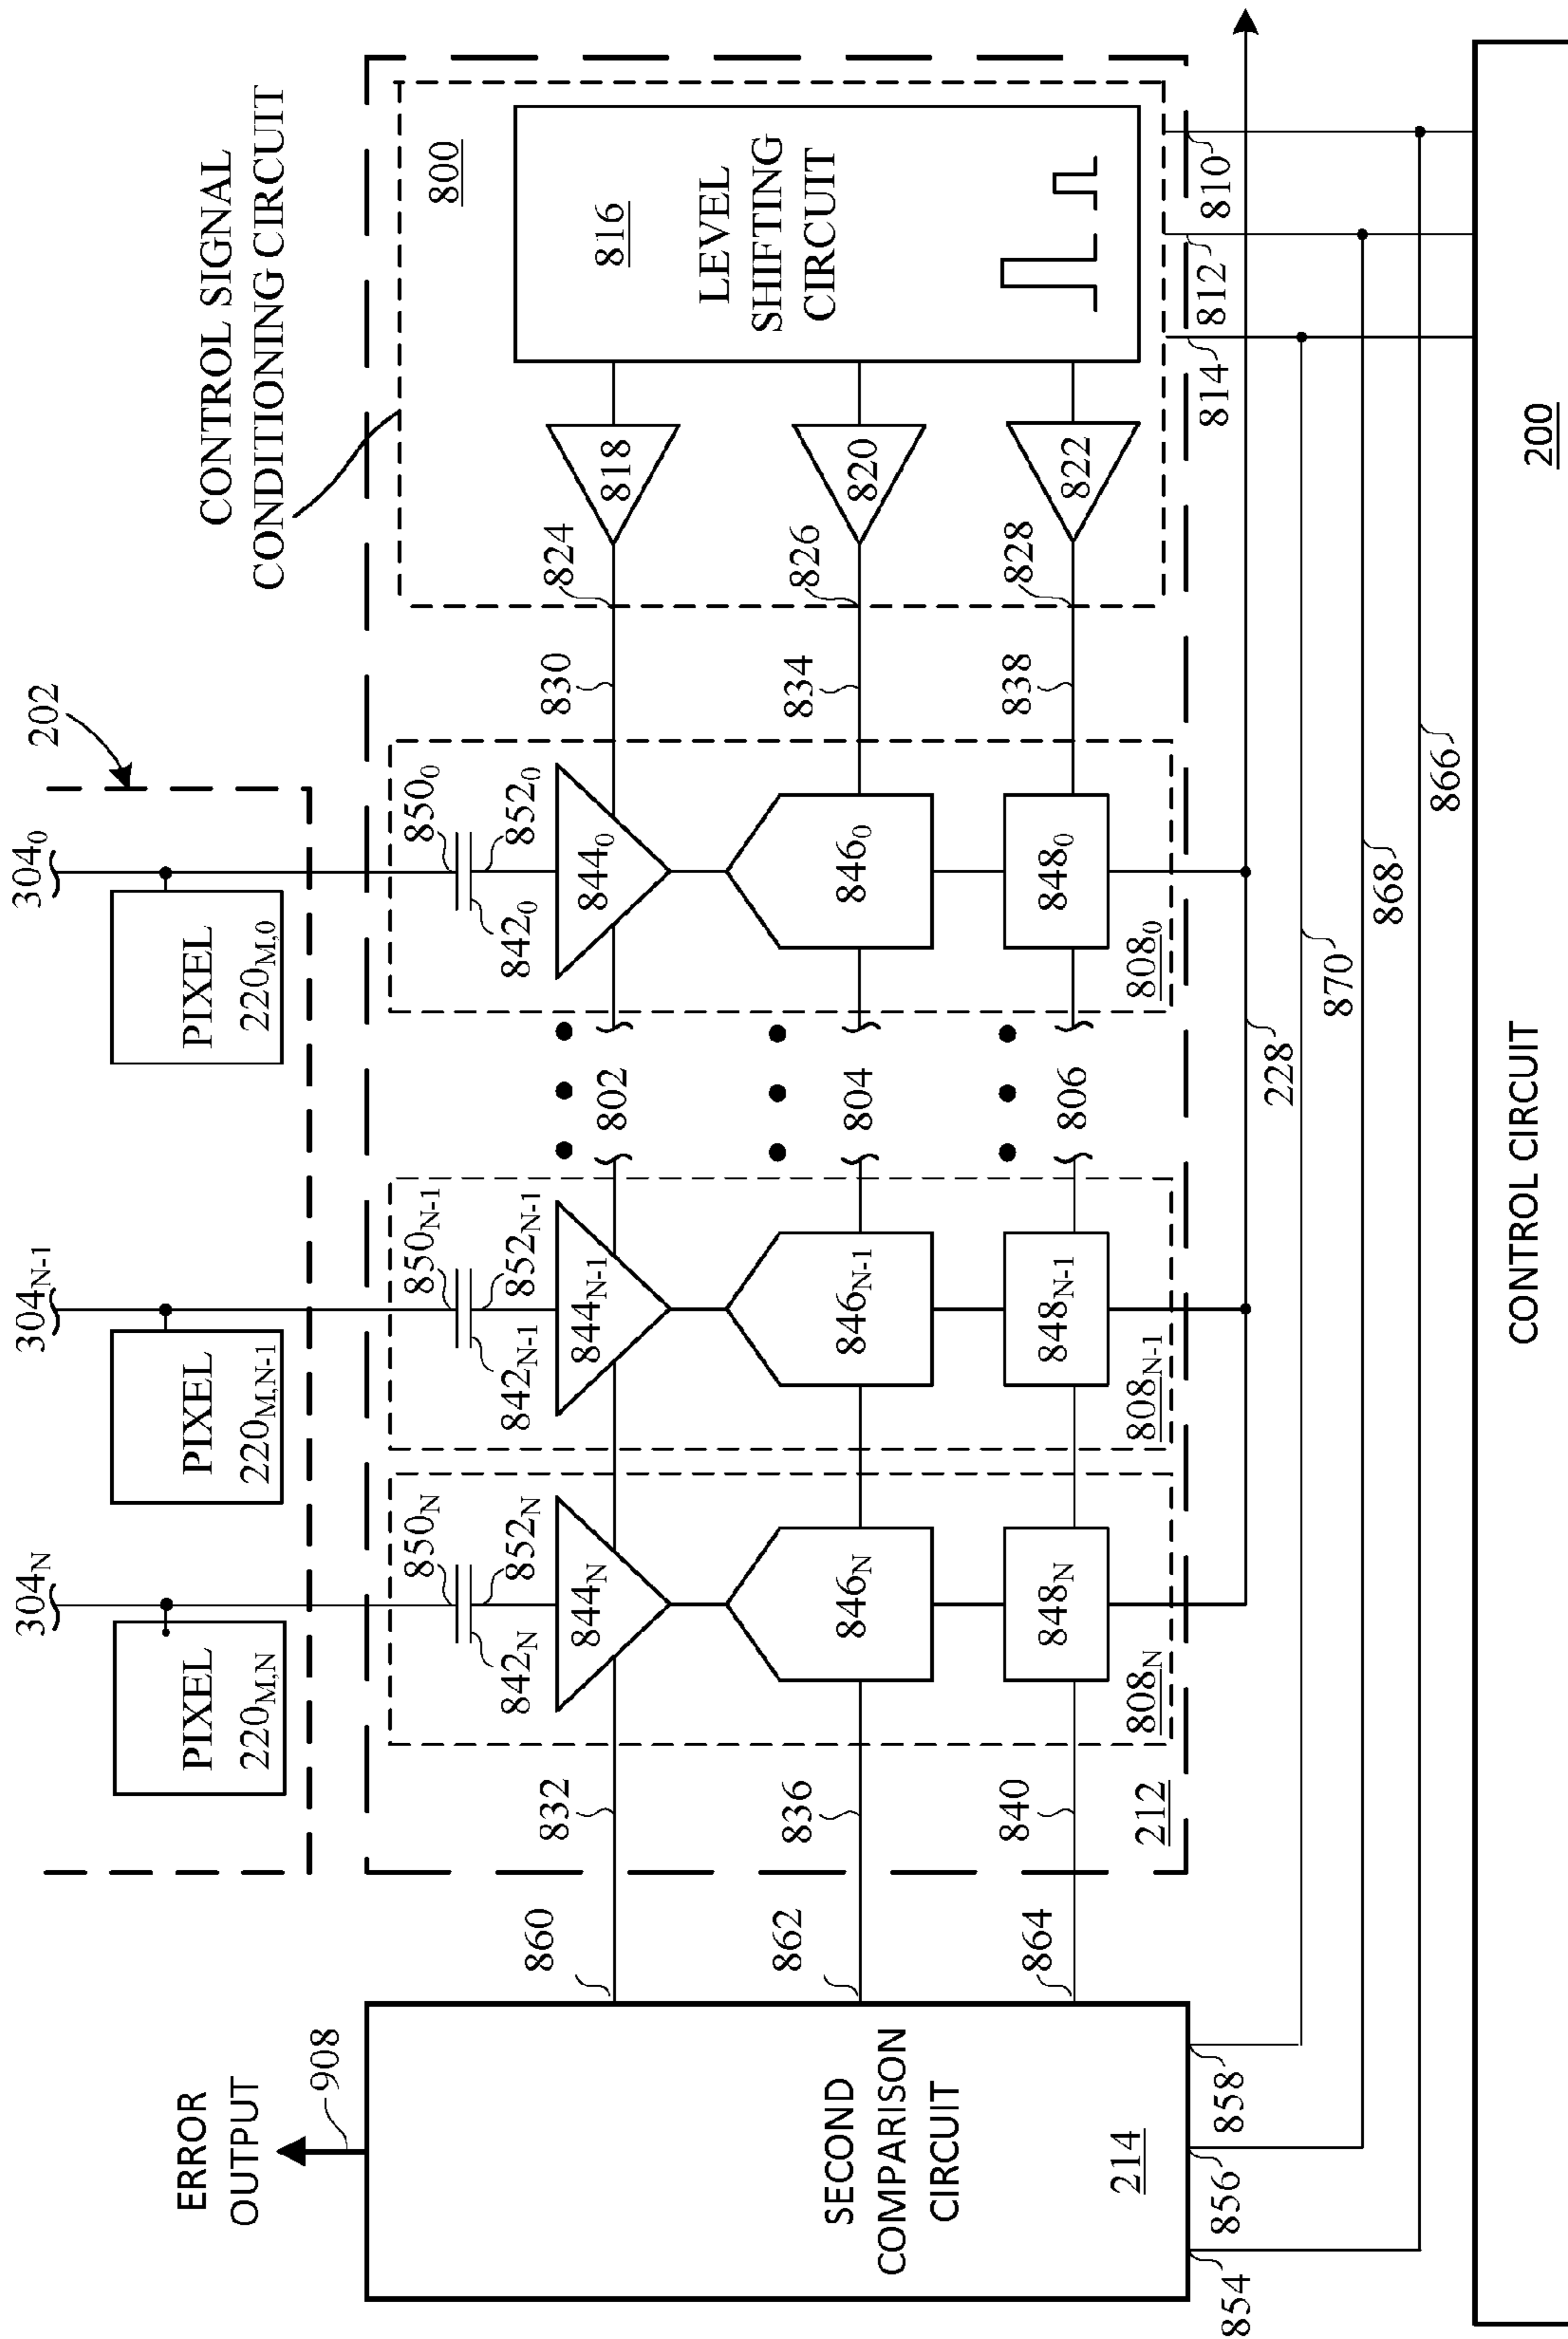 ERROR
OUTPUT
908
SECOND
COMPARISON
CIRCUIT
214
854
856
858
860
862
864
304N
304N-1
3040
202
PIXEL
220M,N
PIXEL
220M,N-1
PIXEL
220M,0
CONTROL SIGNAL
CONDITIONING CIRCUIT
850N
852N
842N
844N
846N
848N
808N
850N-1
852N-1
842N-1
844N-1
846N-1
848N-1
808N-1
8500
8520
8420
8440
8460
8480
8080
832
836
840
212
802
804
806
830
834
838
824
826
828
818
820
822
800
816
LEVEL
SHIFTING
CIRCUIT
814
812
810
228
870
868
866
CONTROL CIRCUIT
200